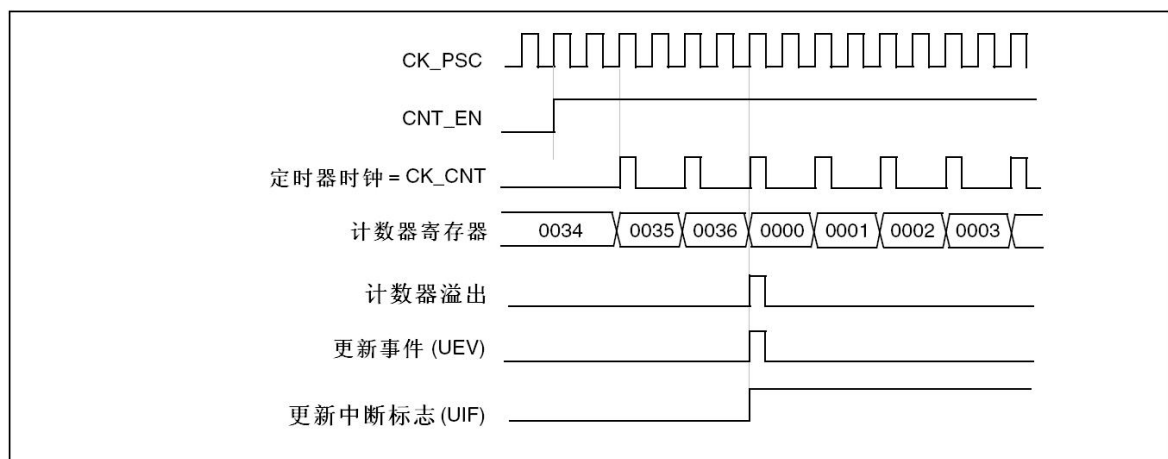 CK_PSC
CNT_EN
定时器时钟 = CK_CNT
计数器寄存器 0034 0035 0036 0000 0001 0002 0003
计数器溢出
更新事件 (UEV)
更新中断标志 (UIF)